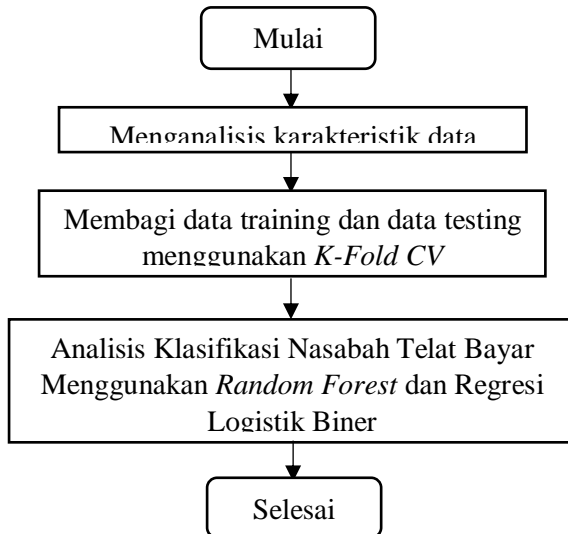 Mulai
Menganalisis karakteristik data
Membagi data training dan data testing
menggunakan K-Fold CV
Analisis Klasifikasi Nasabah Telat Bayar
Menggunakan Random Forest dan Regresi
Logistik Biner
Selesai